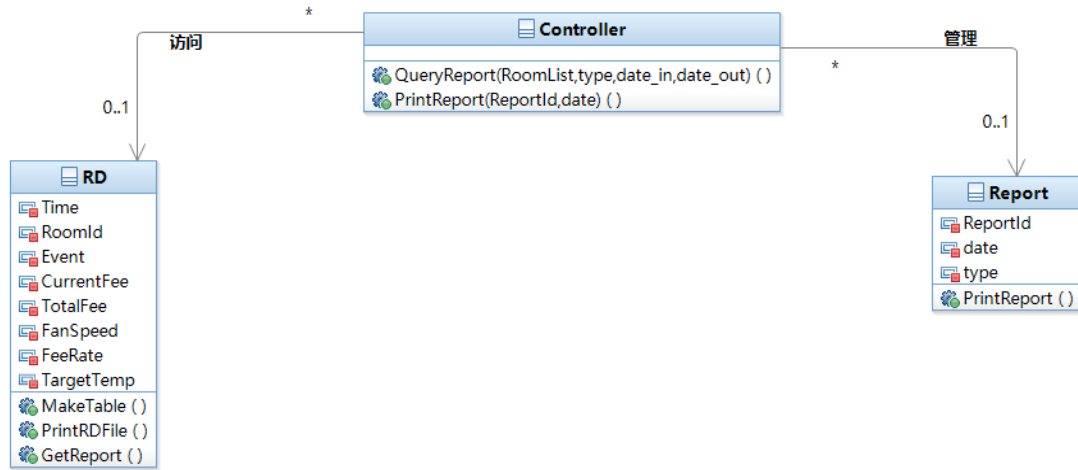 *
Controller
访问
管理
QueryReport(RoomList,type,date_in,date_out) ( )
*
PrintReport(ReportId,date) ( )
0..1
0..1
RD
Time
RoomId
Event
CurrentFee
TotalFee
FanSpeed
FeeRate
TargetTemp
MakeTable ( )
PrintRDFile ( )
GetReport ( )
Report
ReportId
date
type
PrintReport ( )